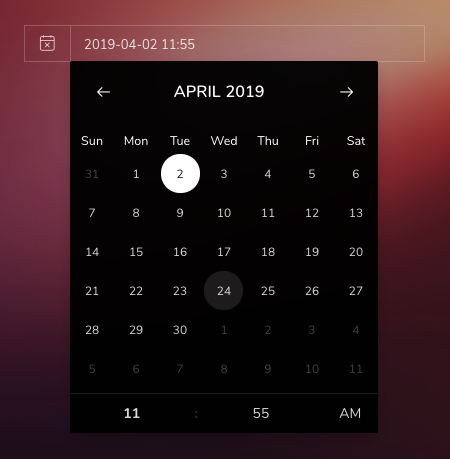 2019-04-02 11:55
APRIL 2019
Sun Mon Tue Wed Thu Fri Sat
31 1 2 3 4 5 6
7 8 9 10 11 12 13
14 15 16 17 18 19 20
21 22 23 24 25 26 27
28 29 30 1 2 3 4
5 6 7 8 9 10 11
11 : 55 AM